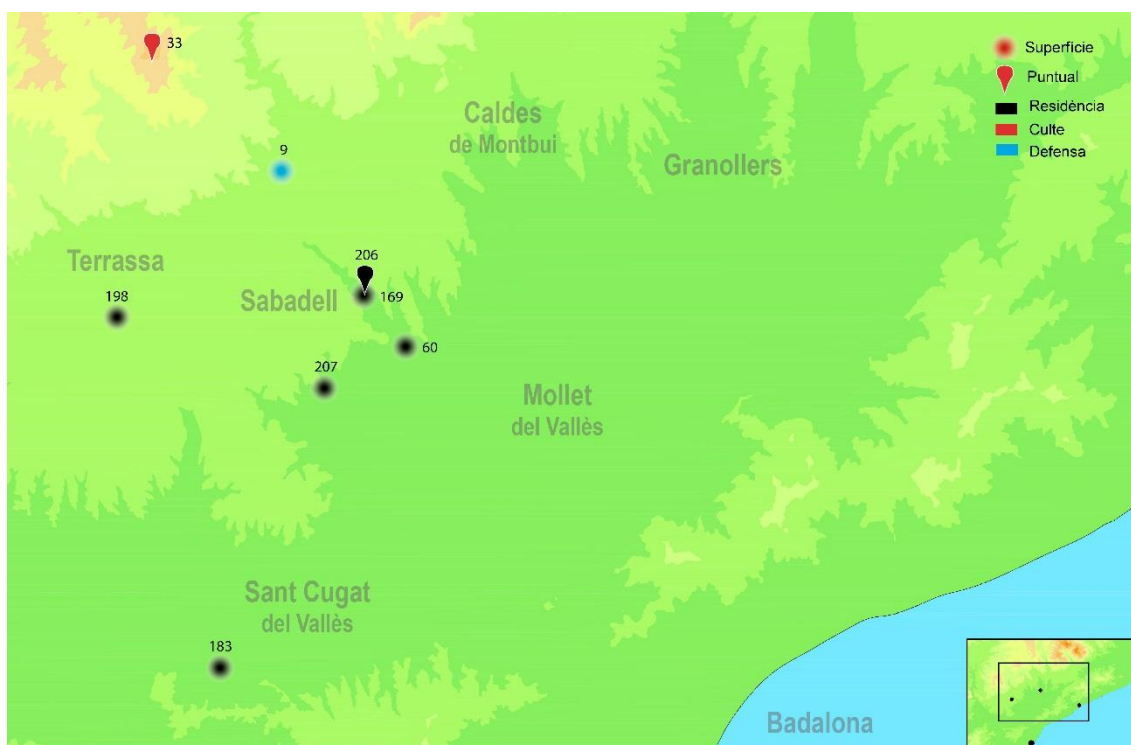 33
Superfície
Puntual
Residència
Culte
Defensa
Caldes
de Montbui
Granollers
9
Terrassa
206
198
Sabadell
169
60
207
Mollet
del Vallès
Sant Cugat
del Vallès
183
Badalona